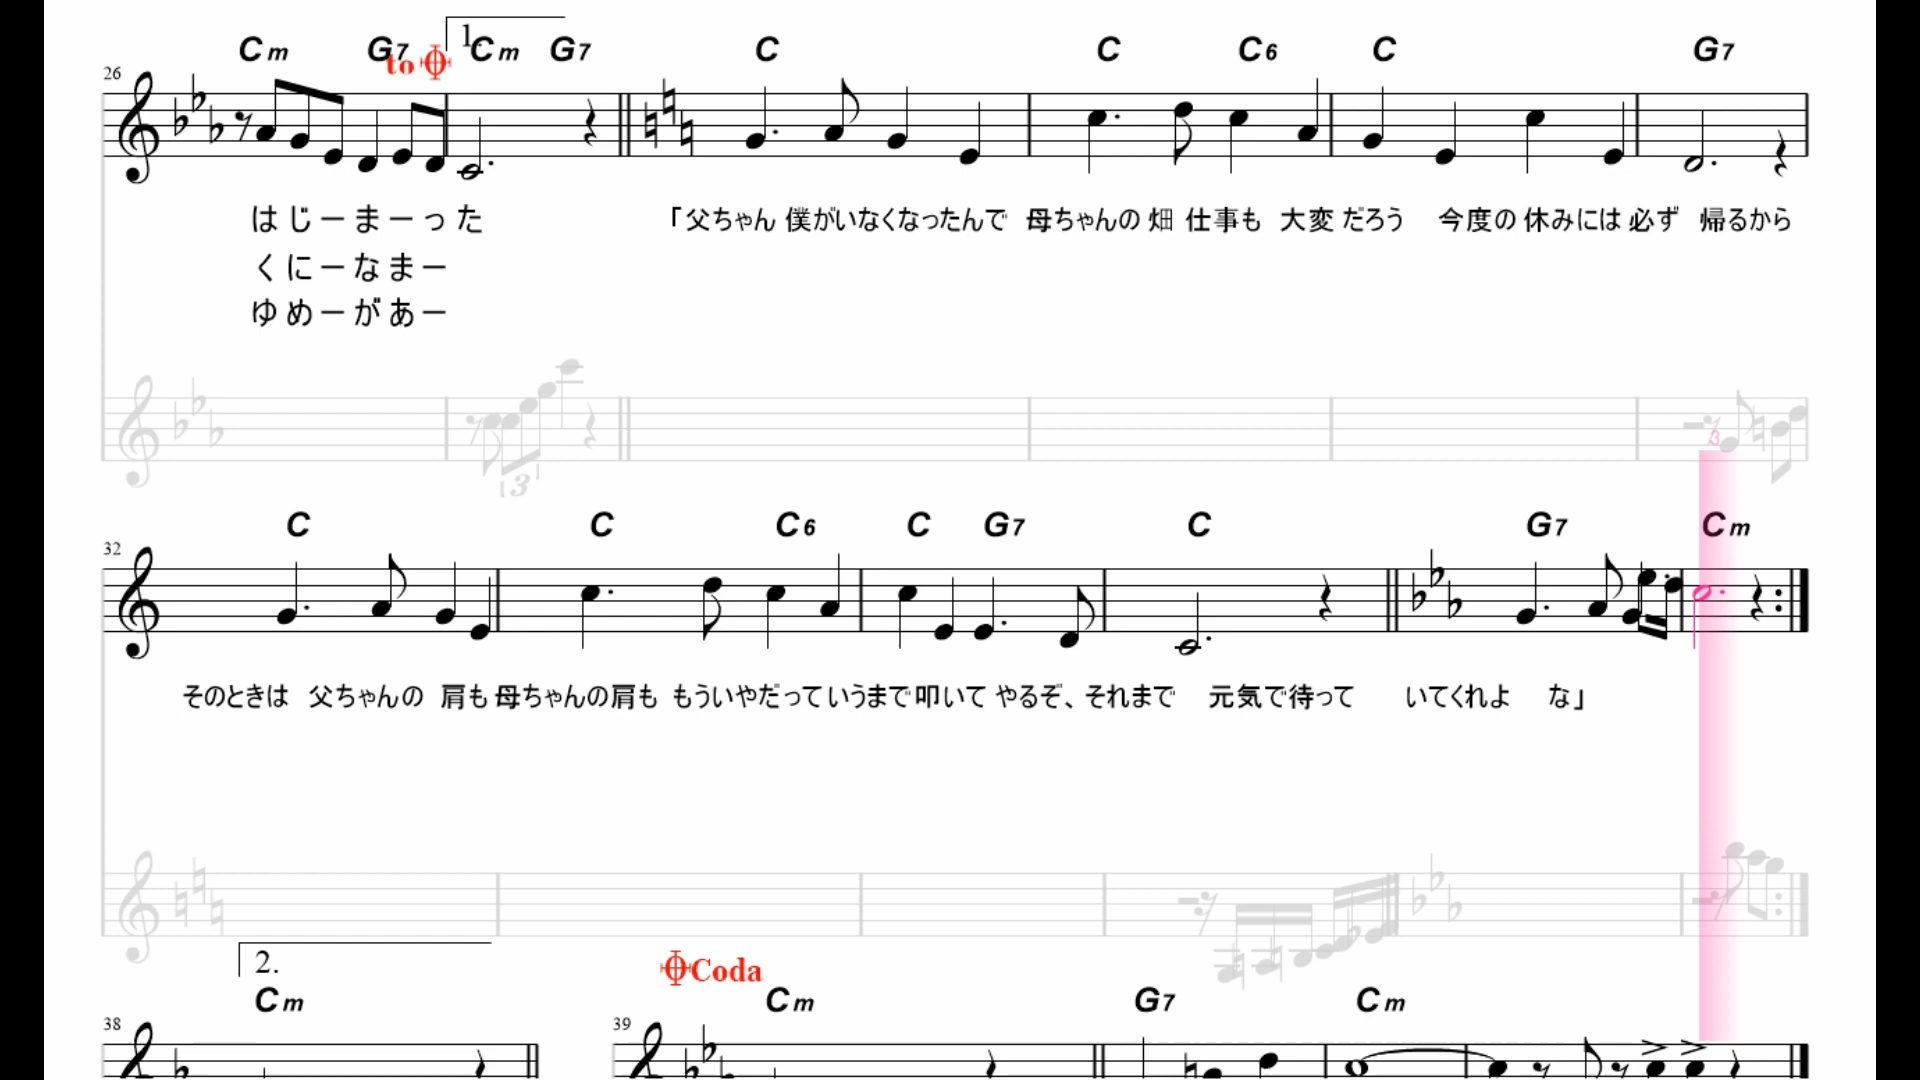 Cm G7 to 1. Cm G7 C C C6 C G7
26
はじーまーった 「父ちゃん 僕がいなくなったんで 母ちゃんの 畑 仕事も 大変 だろう 今度の 休みには 必ず 帰るから
くにーなまー
ゆめーがあー
3
3
C C C6 C G7 C G7 Cm
32
そのときは 父ちゃんの 肩も 母ちゃんの肩も もういやだっていうまで 叩いて やるぞ、それまで 元気で待って いてくれよ な」
2. Coda
Cm Cm G7 Cm
38 39